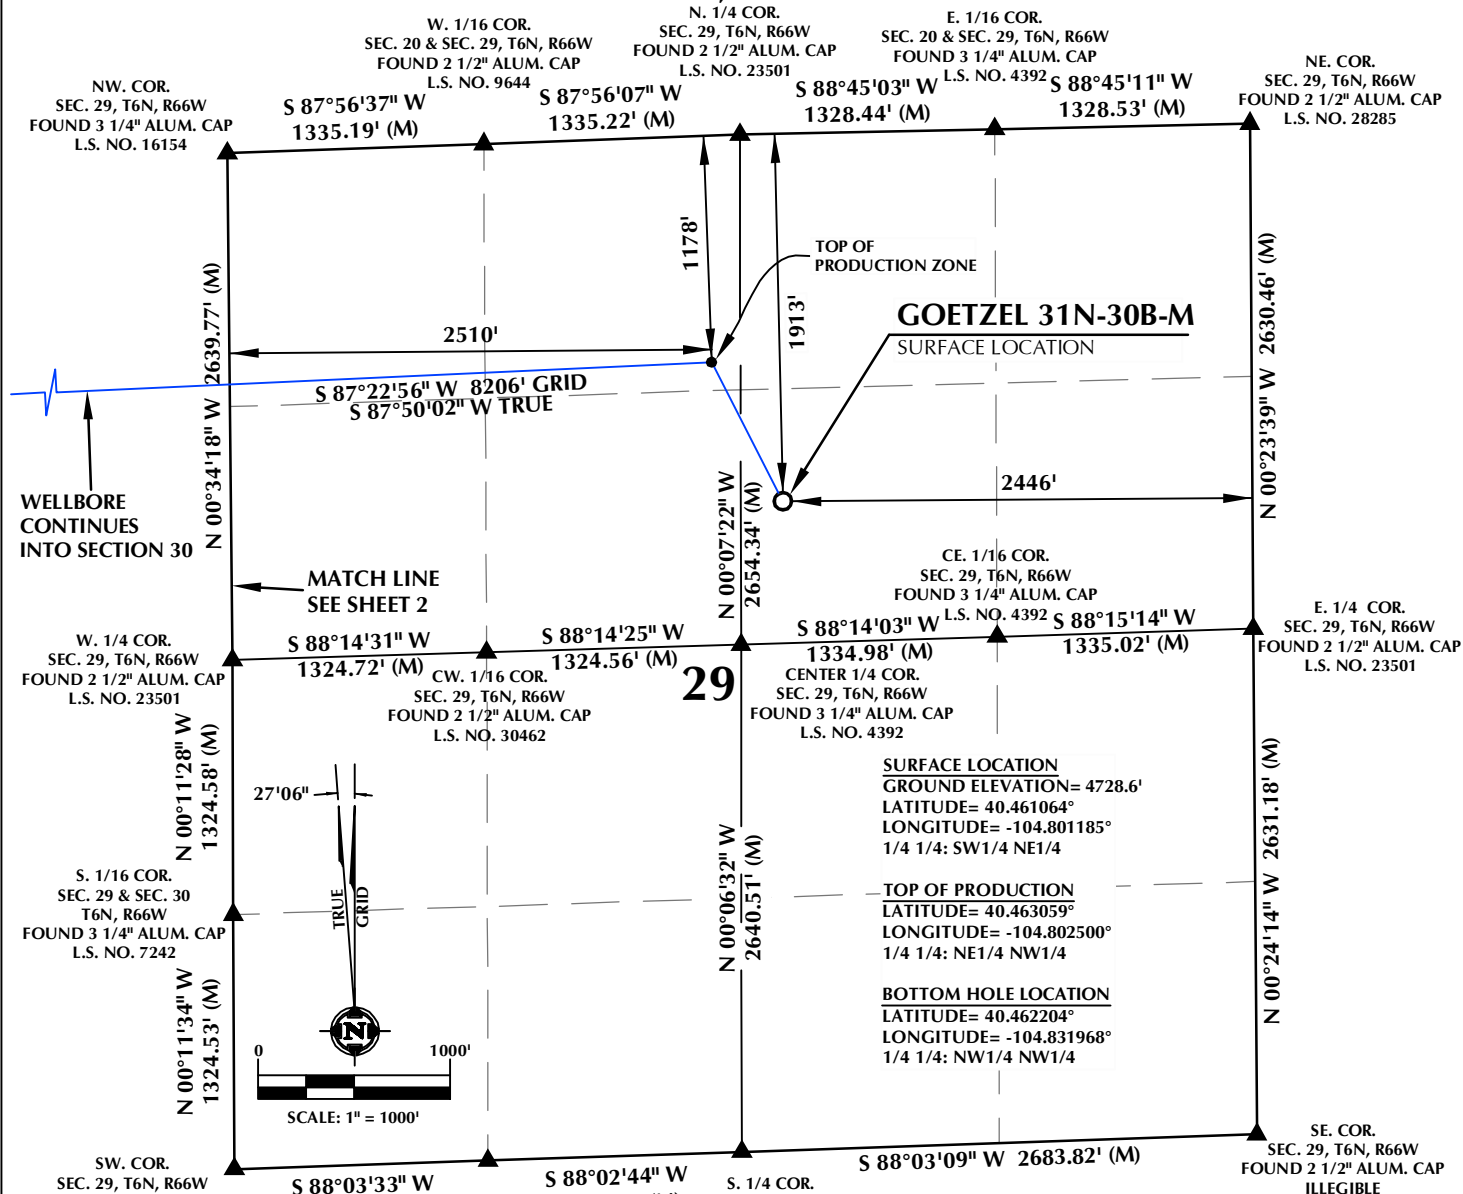 W. 1/16 COR.
SEC. 20 & SEC. 29, T6N, R66W
FOUND 2 1/2" ALUM. CAP
L.S. NO. 9644
N. 1/4 COR.
SEC. 29, T6N, R66W
FOUND 2 1/2" ALUM. CAP
L.S. NO. 23501
E. 1/16 COR.
SEC. 20 & SEC. 29, T6N, R66W
FOUND 3 1/4" ALUM. CAP
L.S. NO. 4392
NW. COR.
SEC. 29, T6N, R66W
FOUND 3 1/4" ALUM. CAP
L.S. NO. 16154
NE. COR.
SEC. 29, T6N, R66W
FOUND 2 1/2" ALUM. CAP
L.S. NO. 28285
S 87°56'37" W
1335.19' (M)
S 87°56'07" W
1335.22' (M)
S 88°45'03" W
1328.44' (M)
S 88°45'11" W
1328.53' (M)
1178'
1913'
TOP OF
PRODUCTION ZONE
GOETZEL 31N-30B-M
SURFACE LOCATION
2510'
S 87°22'56" W 8206' GRID
S 87°50'02" W TRUE
N 00°34'18" W 2639.77' (M)
N 00°23'39" W 2630.46' (M)
WELLBORE
CONTINUES
INTO SECTION 30
2446'
N 00°07'22" W
2654.34' (M)
MATCH LINE
SEE SHEET 2
CE. 1/16 COR.
SEC. 29, T6N, R66W
FOUND 3 1/4" ALUM. CAP
L.S. NO. 4392
W. 1/4 COR.
SEC. 29, T6N, R66W
FOUND 2 1/2" ALUM. CAP
L.S. NO. 23501
S 88°14'31" W
1324.72' (M)
S 88°14'25" W
1324.56' (M)
S 88°14'03" W
1334.98' (M)
S 88°15'14" W
1335.02' (M)
E. 1/4 COR.
SEC. 29, T6N, R66W
FOUND 2 1/2" ALUM. CAP
L.S. NO. 23501
CW. 1/16 COR.
SEC. 29, T6N, R66W
FOUND 2 1/2" ALUM. CAP
L.S. NO. 30462
29
CENTER 1/4 COR.
SEC. 29, T6N, R66W
FOUND 3 1/4" ALUM. CAP
L.S. NO. 4392
N 00°11'28" W
1324.58' (M)
27'06"
TRUE
GRID
N
N 00°06'32" W
2640.51' (M)
SURFACE LOCATION
GROUND ELEVATION= 4728.6'
LATITUDE= 40.461064°
LONGITUDE= -104.801185°
1/4 1/4: SW1/4 NE1/4
TOP OF PRODUCTION
LATITUDE= 40.463059°
LONGITUDE= -104.802500°
1/4 1/4: NE1/4 NW1/4
BOTTOM HOLE LOCATION
LATITUDE= 40.462204°
LONGITUDE= -104.831968°
1/4 1/4: NW1/4 NW1/4
N 00°24'14" W 2631.18' (M)
S. 1/16 COR.
SEC. 29 & SEC. 30
T6N, R66W
FOUND 3 1/4" ALUM. CAP
L.S. NO. 7242
N 00°11'34" W
1324.53' (M)
0 1000'
SCALE: 1" = 1000'
SW. COR.
SEC. 29, T6N, R66W
S 88°03'33" W
S 88°02'44" W
S. 1/4 COR.
S 88°03'09" W 2683.82' (M)
SE. COR.
SEC. 29, T6N, R66W
FOUND 2 1/2" ALUM. CAP
ILLEGIBLE